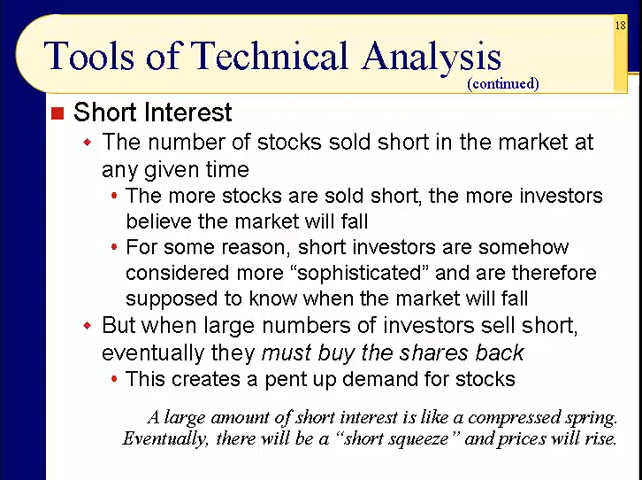 18
Tools of Technical Analysis
(continued)
Short Interest
The number of stocks sold short in the market at
any given time
The more stocks are sold short, the more investors
believe the market will fall
For some reason, short investors are somehow
considered more “sophisticated” and are therefore
supposed to know when the market will fall
But when large numbers of investors sell short,
eventually they must buy the shares back
This creates a pent up demand for stocks
A large amount of short interest is like a compressed spring.
Eventually, there will be a “short squeeze” and prices will rise.